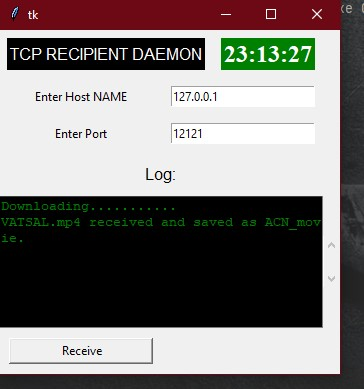 tk
TCP RECIPIENT DAEMON
23:13:27
Enter Host NAME
127.0.0.1
Enter Port
12121
Log:
Downloading...........
VATSAL.mp4 received and saved as ACN_mov
ie.
Receive